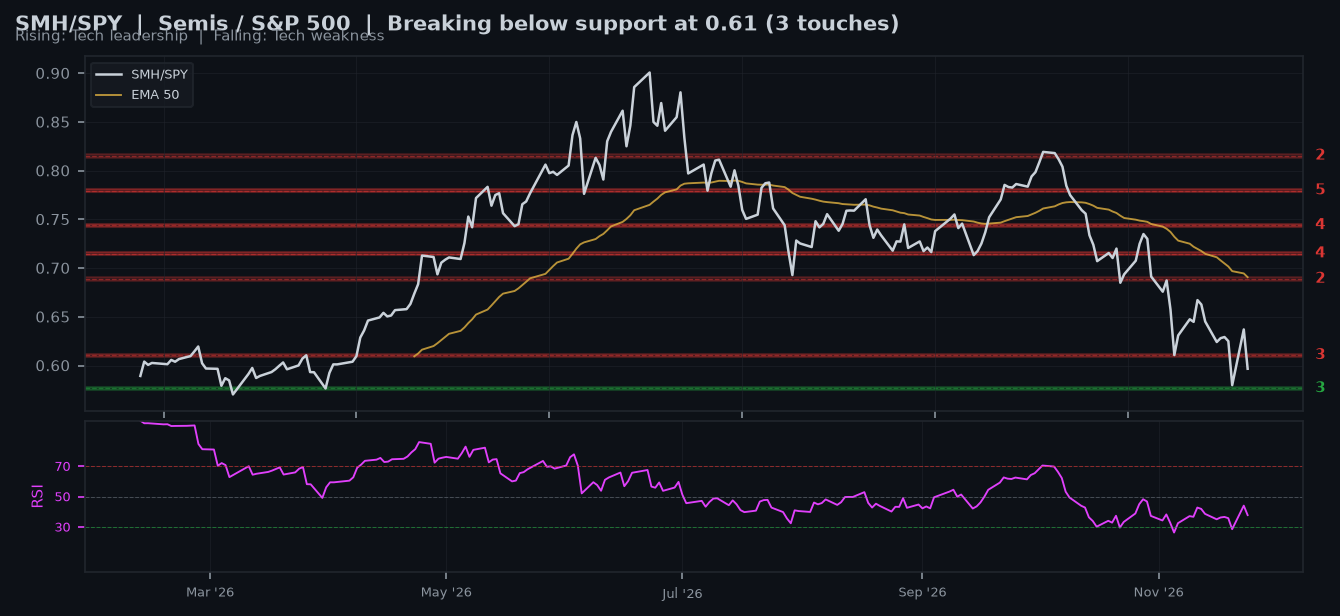 SMH/SPY | Semis / S&P 500 | Breaking below support at 0.61 (3 touches)
Rising: Tech leadership | Falling: Tech weakness
SMH/SPY
EMA 50
0.90
0.85
0.80
0.75
0.70
0.65
0.60
2
5
4
4
2
3
3
RSI
70
50
30
Mar '26
May '26
Jul '26
Sep '26
Nov '26